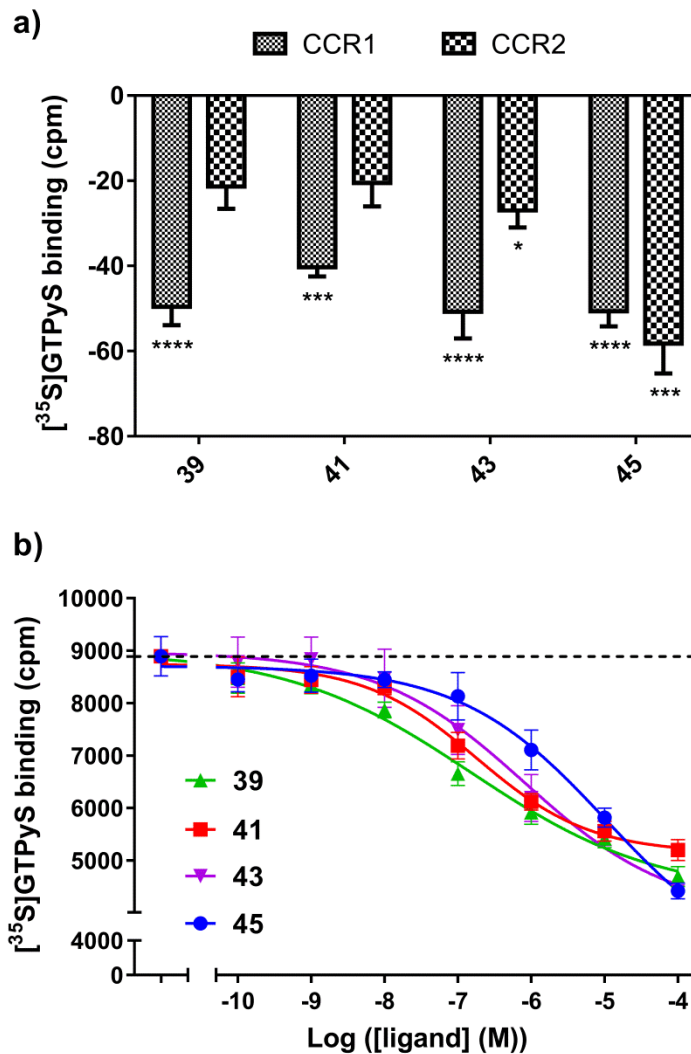 a)
CCR1 CCR2
[³⁵S]GTPyS binding (cpm)
0
-20
-40
-60
-80
**** *** **** * **** ***
39 41 43 45
b)
[³⁵S]GTPyS binding (cpm)
10000
9000
8000
7000
6000
5000
4000
0
39
41
43
45
-10 -9 -8 -7 -6 -5 -4
Log ([ligand] (M))